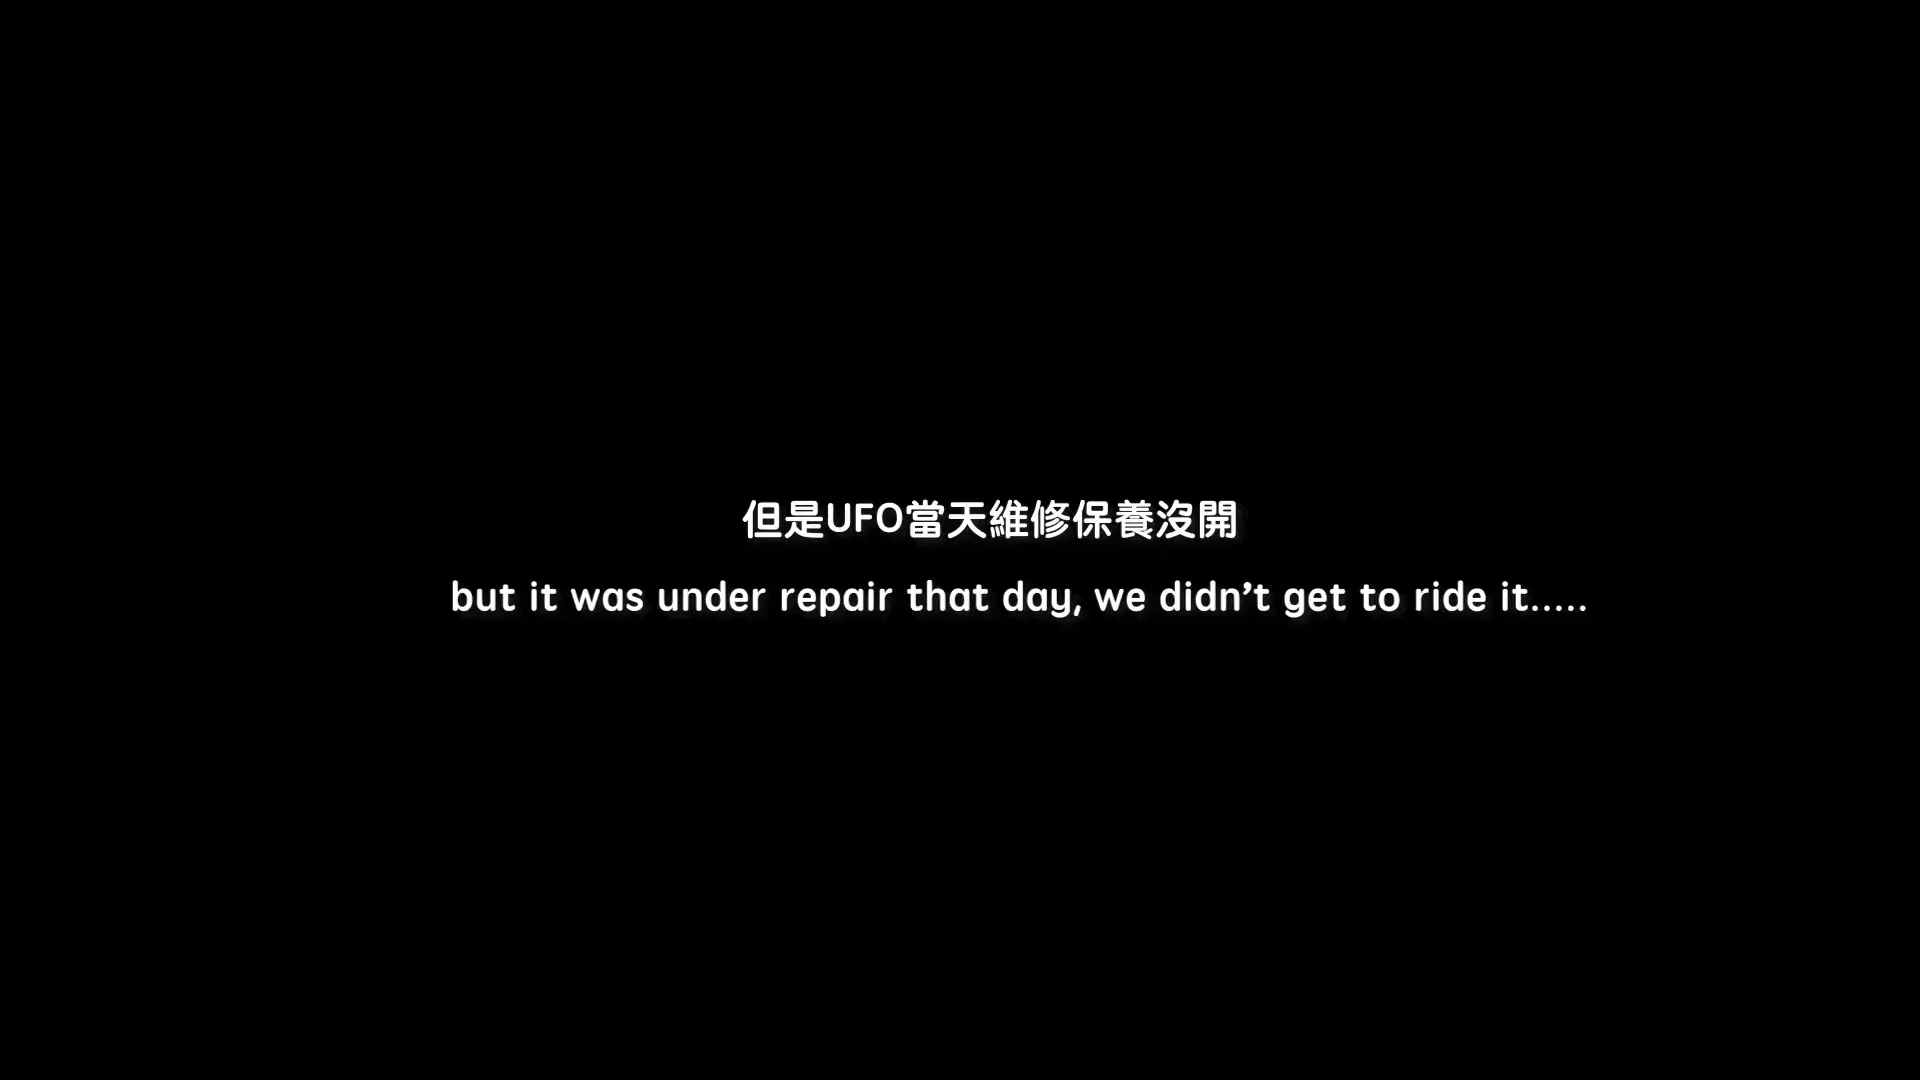 但是UFO當天維修保養沒開
but it was under repair that day, we didn’t get to ride it.....